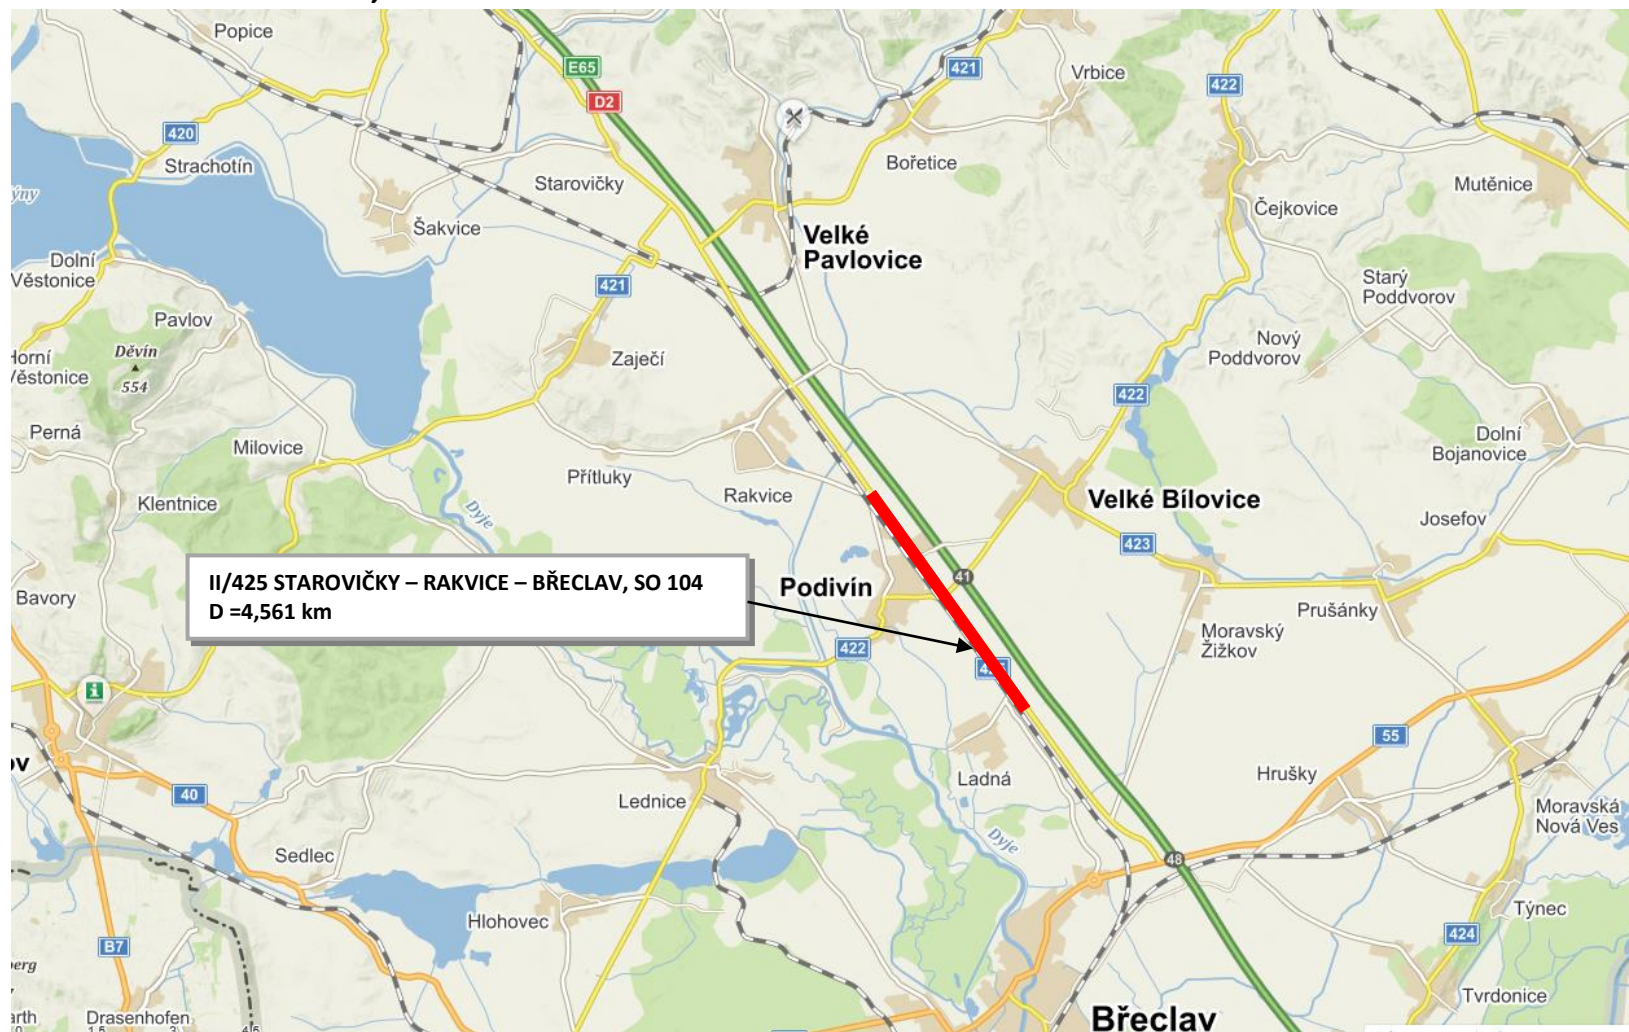 Popice
E65
D2
421
Vrbice
422
420
Strachotín
Bořetice
Starovičky
Mutěnice
Čejkovice
Šakvice
Velké
Pavlovice
Dolní
Věstonice
421
Starý
Poddvorov
Pavlov
Nový
Poddvorov
Děvín
554
Horní
Věstonice
Zaječí
422
Perná
Milovice
Dolní
Bojanovice
Přítluky
Rakvice
Velké Bílovice
Klentnice
Dyje
Josefov
423
II/425 STAROVIČKY – RAKVICE – BŘECLAV, SO 104
D =4,561 km
41
Podivín
Bavory
Prušánky
Moravský
Žižkov
422
55
Ladná
Hrušky
40
Lednice
Moravská
Nová Ves
Dyje
48
Sedlec
Hlohovec
Týnec
424
B7
Tvrdonice
Drasenhofen
Břeclav